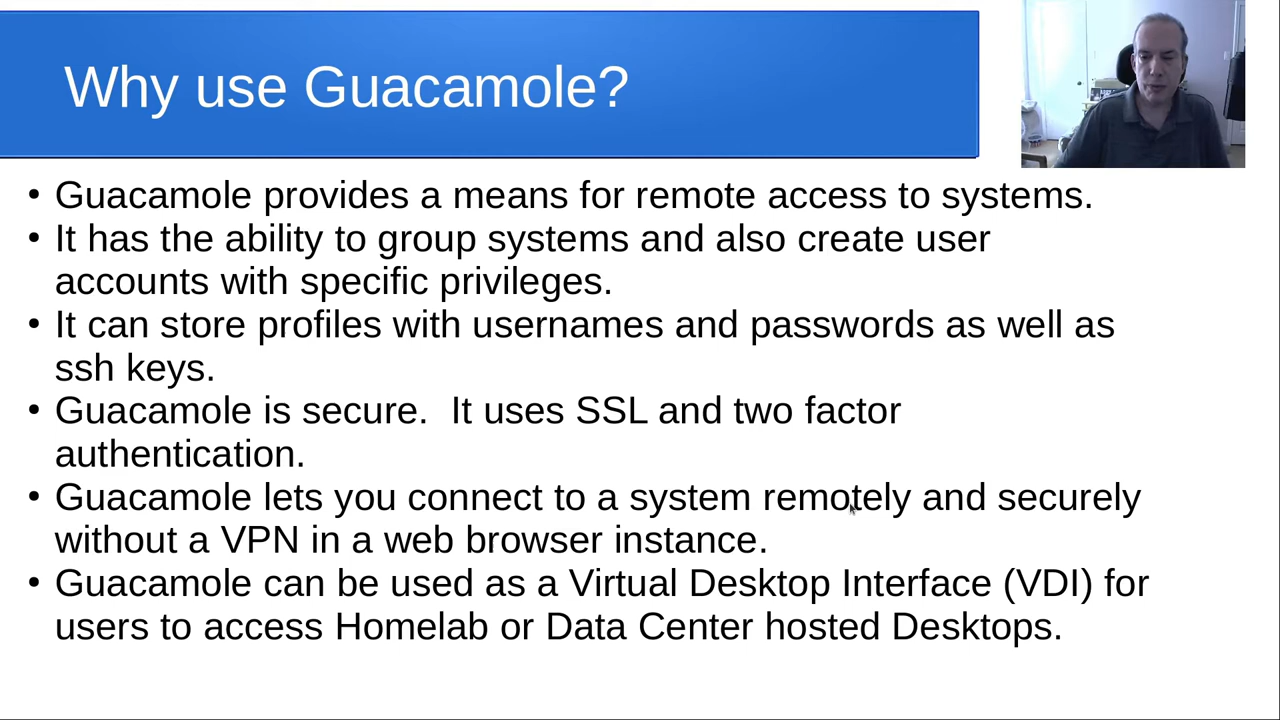 Why use Guacamole?
• Guacamole provides a means for remote access to systems.
• It has the ability to group systems and also create user
accounts with specific privileges.
• It can store profiles with usernames and passwords as well as
ssh keys.
• Guacamole is secure.  It uses SSL and two factor
authentication.
• Guacamole lets you connect to a system remotely and securely
without a VPN in a web browser instance.
• Guacamole can be used as a Virtual Desktop Interface (VDI) for
users to access Homelab or Data Center hosted Desktops.